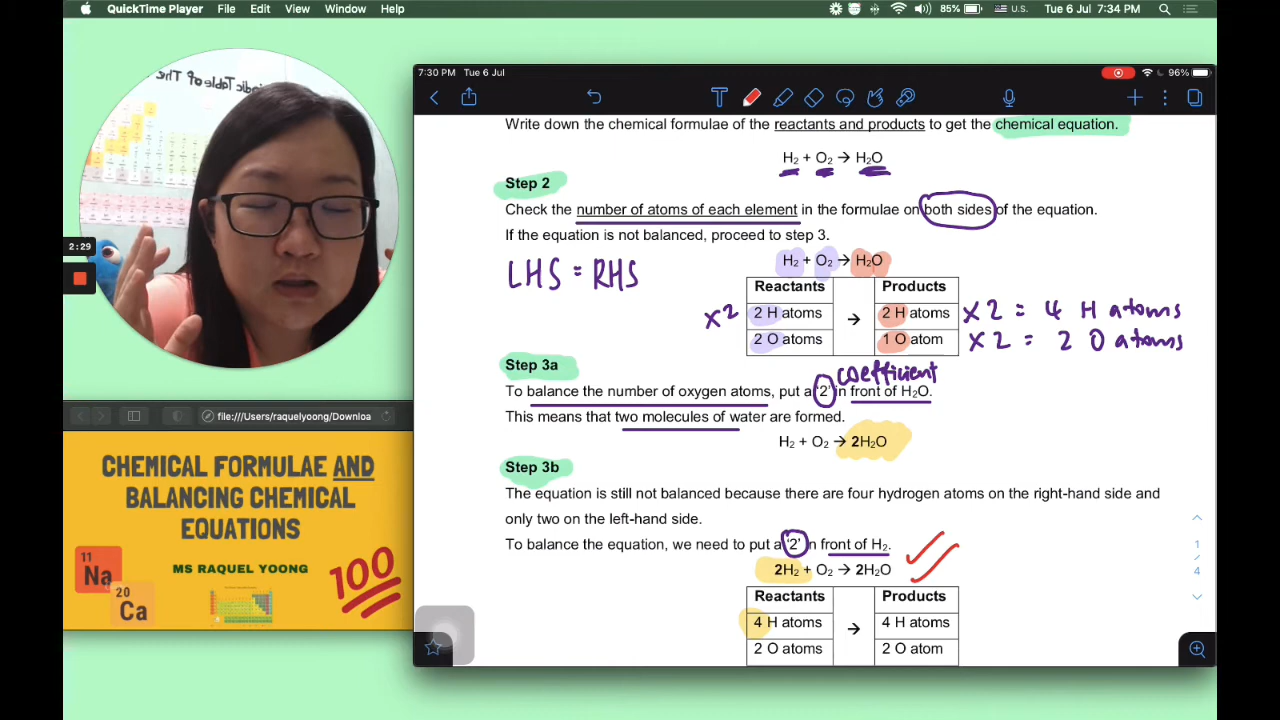 QuickTime Player File Edit View Window Help
85% U.S. Tue 6 Jul 7:34 PM
7:30 PM Tue 6 Jul
96%
2:29
Write down the chemical formulae of the reactants and products to get the chemical equation.
H₂ + O₂ → H₂O
Step 2
Check the number of atoms of each element in the formulae on both sides of the equation.
If the equation is not balanced, proceed to step 3.
H₂ + O₂ → H₂O
LHS = RHS
Reactants → Products
x2 2 H atoms 2 H atoms x2 = 4 H atoms
2 O atoms 1 O atom x2 = 2 O atoms
Step 3a
coefficient
To balance the number of oxygen atoms, put a '2' in front of H₂O.
This means that two molecules of water are formed.
H₂ + O₂ → 2H₂O
Step 3b
The equation is still not balanced because there are four hydrogen atoms on the right-hand side and
only two on the left-hand side.
To balance the equation, we need to put a '2' in front of H₂.
2H₂ + O₂ → 2H₂O
Reactants → Products
4 H atoms 4 H atoms
2 O atoms 2 O atom
1
4
file:///Users/raquelyoong/Downloa
CHEMICAL FORMULAE AND
BALANCING CHEMICAL
EQUATIONS
MS RAQUEL YOONG
11
Na
20
Ca
100